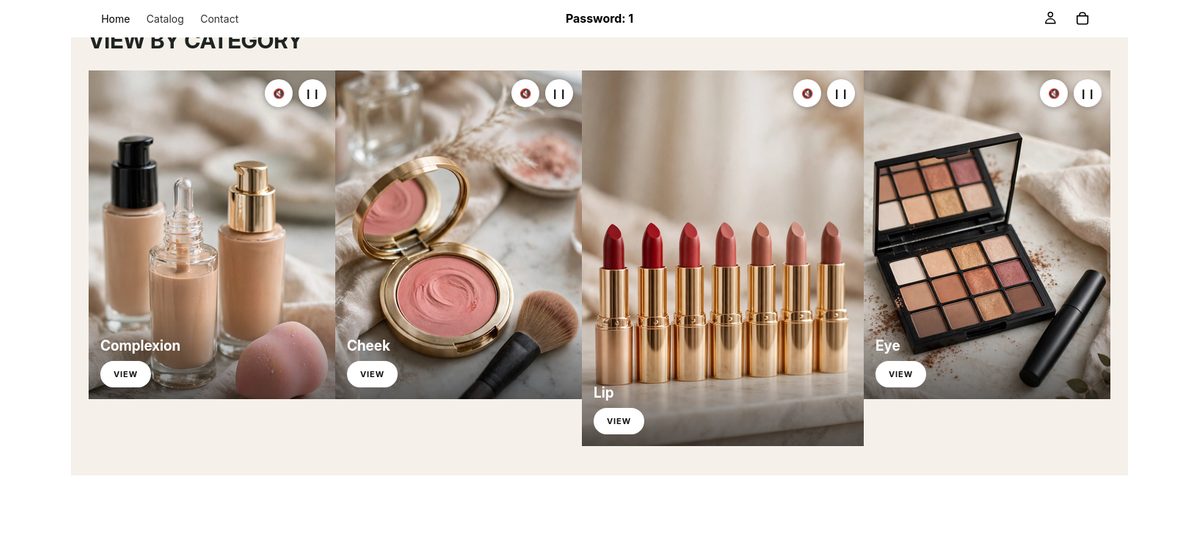 Home Catalog Contact Password: 1
VIEW BY CATEGORY
Complexion
VIEW
Cheek
VIEW
Lip
VIEW
Eye
VIEW